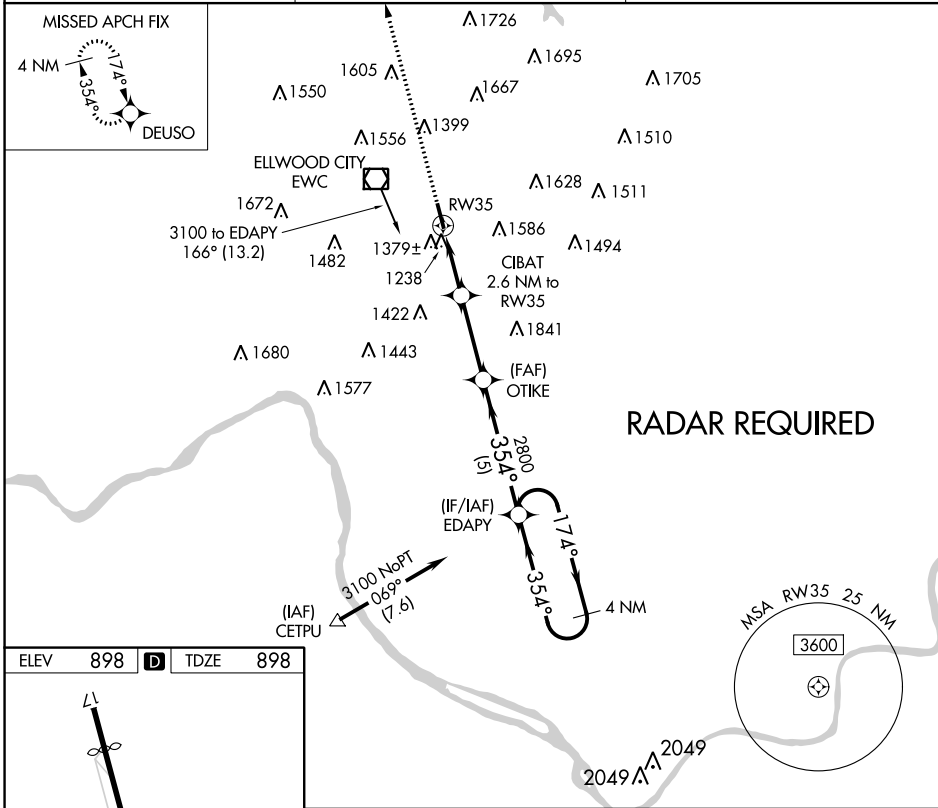 MISSED APCH FIX
4 NM
174°
354°
DEUSO
1726
1695
1605
1705
1667
1550
1399
1556
1510
ELLWOOD CITY
EWC
1628
1511
1672
RW35
3100 to EDAPY
166° (13.2)
1586
1494
1379±
1482
1238
CIBAT
2.6 NM to
RW35
1422
1841
1680
1443
(FAF)
OTIKE
1577
RADAR REQUIRED
2800
354°
(5)
(IF/IAF)
EDAPY
174°
354°
4 NM
3100 NoPT
069°
(7.6)
(IAF)
CETPU
MSA RW35 25 NM
3600
ELEV 898 D TDZE 898
17
2049
2049